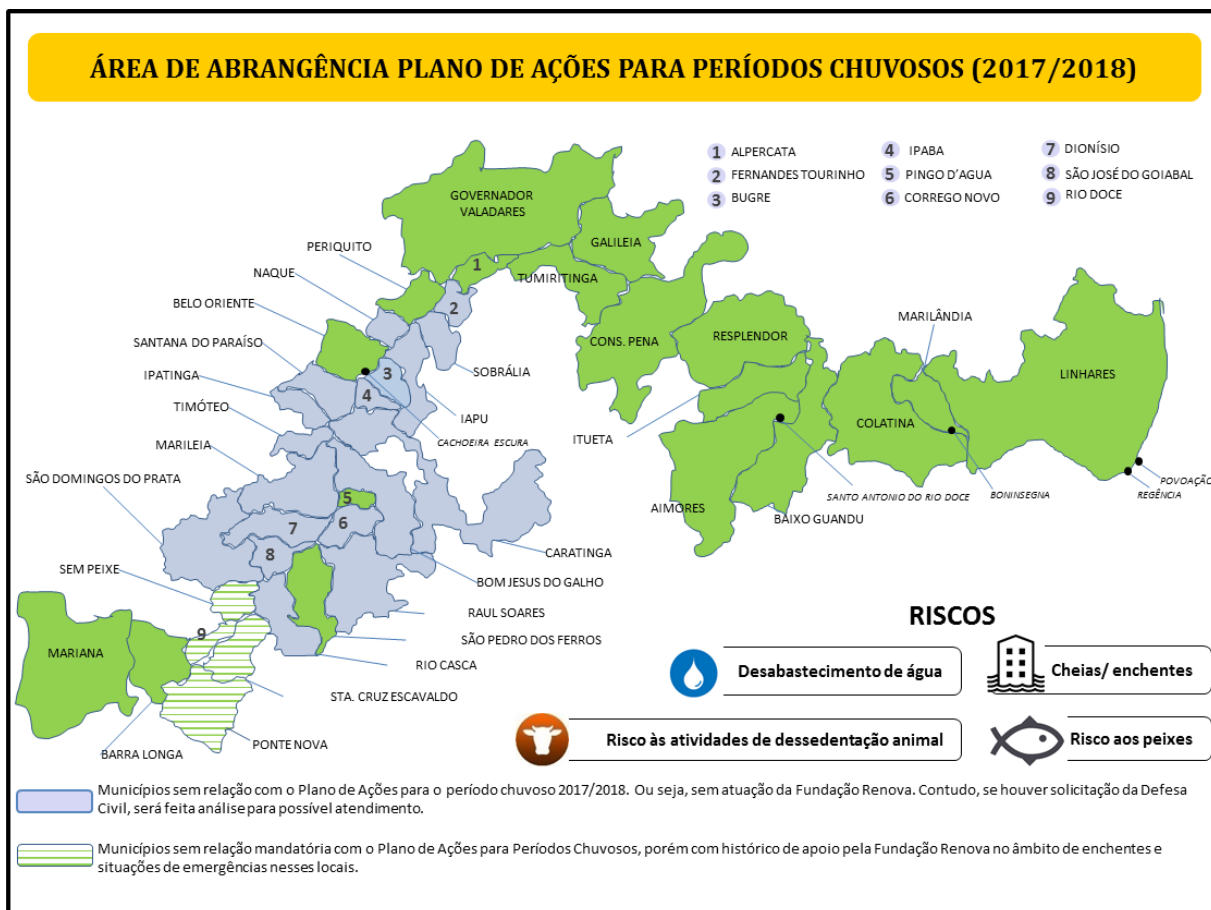 ÁREA DE ABRANGÊNCIA PLANO DE AÇÕES PARA PERÍODOS CHUVOSOS (2017/2018)
1 ALPERCATA
2 FERNANDES TOURINHO
3 BUGRE
4 IPABA
5 PINGO D'AGUA
6 CORREGO NOVO
7 DIONÍSIO
8 SÃO JOSÉ DO GOIABAL
9 RIO DOCE
GOVERNADOR
VALADARES
GALILEIA
PERIQUITO
1
TUMIRITINGA
NAQUE
2
BELO ORIENTE
SANTANA DO PARAÍSO
CONS. PENA
RESPLENDOR
MARILÂNDIA
LINHARES
IPATINGA
3
SOBRÁLIA
4
TIMÓTEO
IAPU
CACHOEIRA ESCURA
ITUETA
COLATINA
MARILEIA
SÃO DOMINGOS DO PRATA
5
7
6
8
AIMORES
SANTO ANTONIO DO RIO DOCE
BAIXO GUANDU
BONINSEGNA
POVOAÇÃO
REGÊNCIA
CARATINGA
SEM PEIXE
BOM JESUS DO GALHO
RAUL SOARES
9
MARIANA
SÃO PEDRO DOS FERROS
RIO CASCA
STA. CRUZ ESCAVALDO
BARRA LONGA
PONTE NOVA
RISCOS
Desabastecimento de água
Cheias/ enchentes
Risco às atividades de dessedentação animal
Risco aos peixes
Municípios sem relação com o Plano de Ações para o período chuvoso 2017/2018. Ou seja, sem atuação da Fundação Renova. Contudo, se houver solicitação da Defesa
Civil, será feita análise para possível atendimento.
Municípios sem relação mandatória com o Plano de Ações para Períodos Chuvosos, porém com histórico de apoio pela Fundação Renova no âmbito de enchentes e
situações de emergências nesses locais.